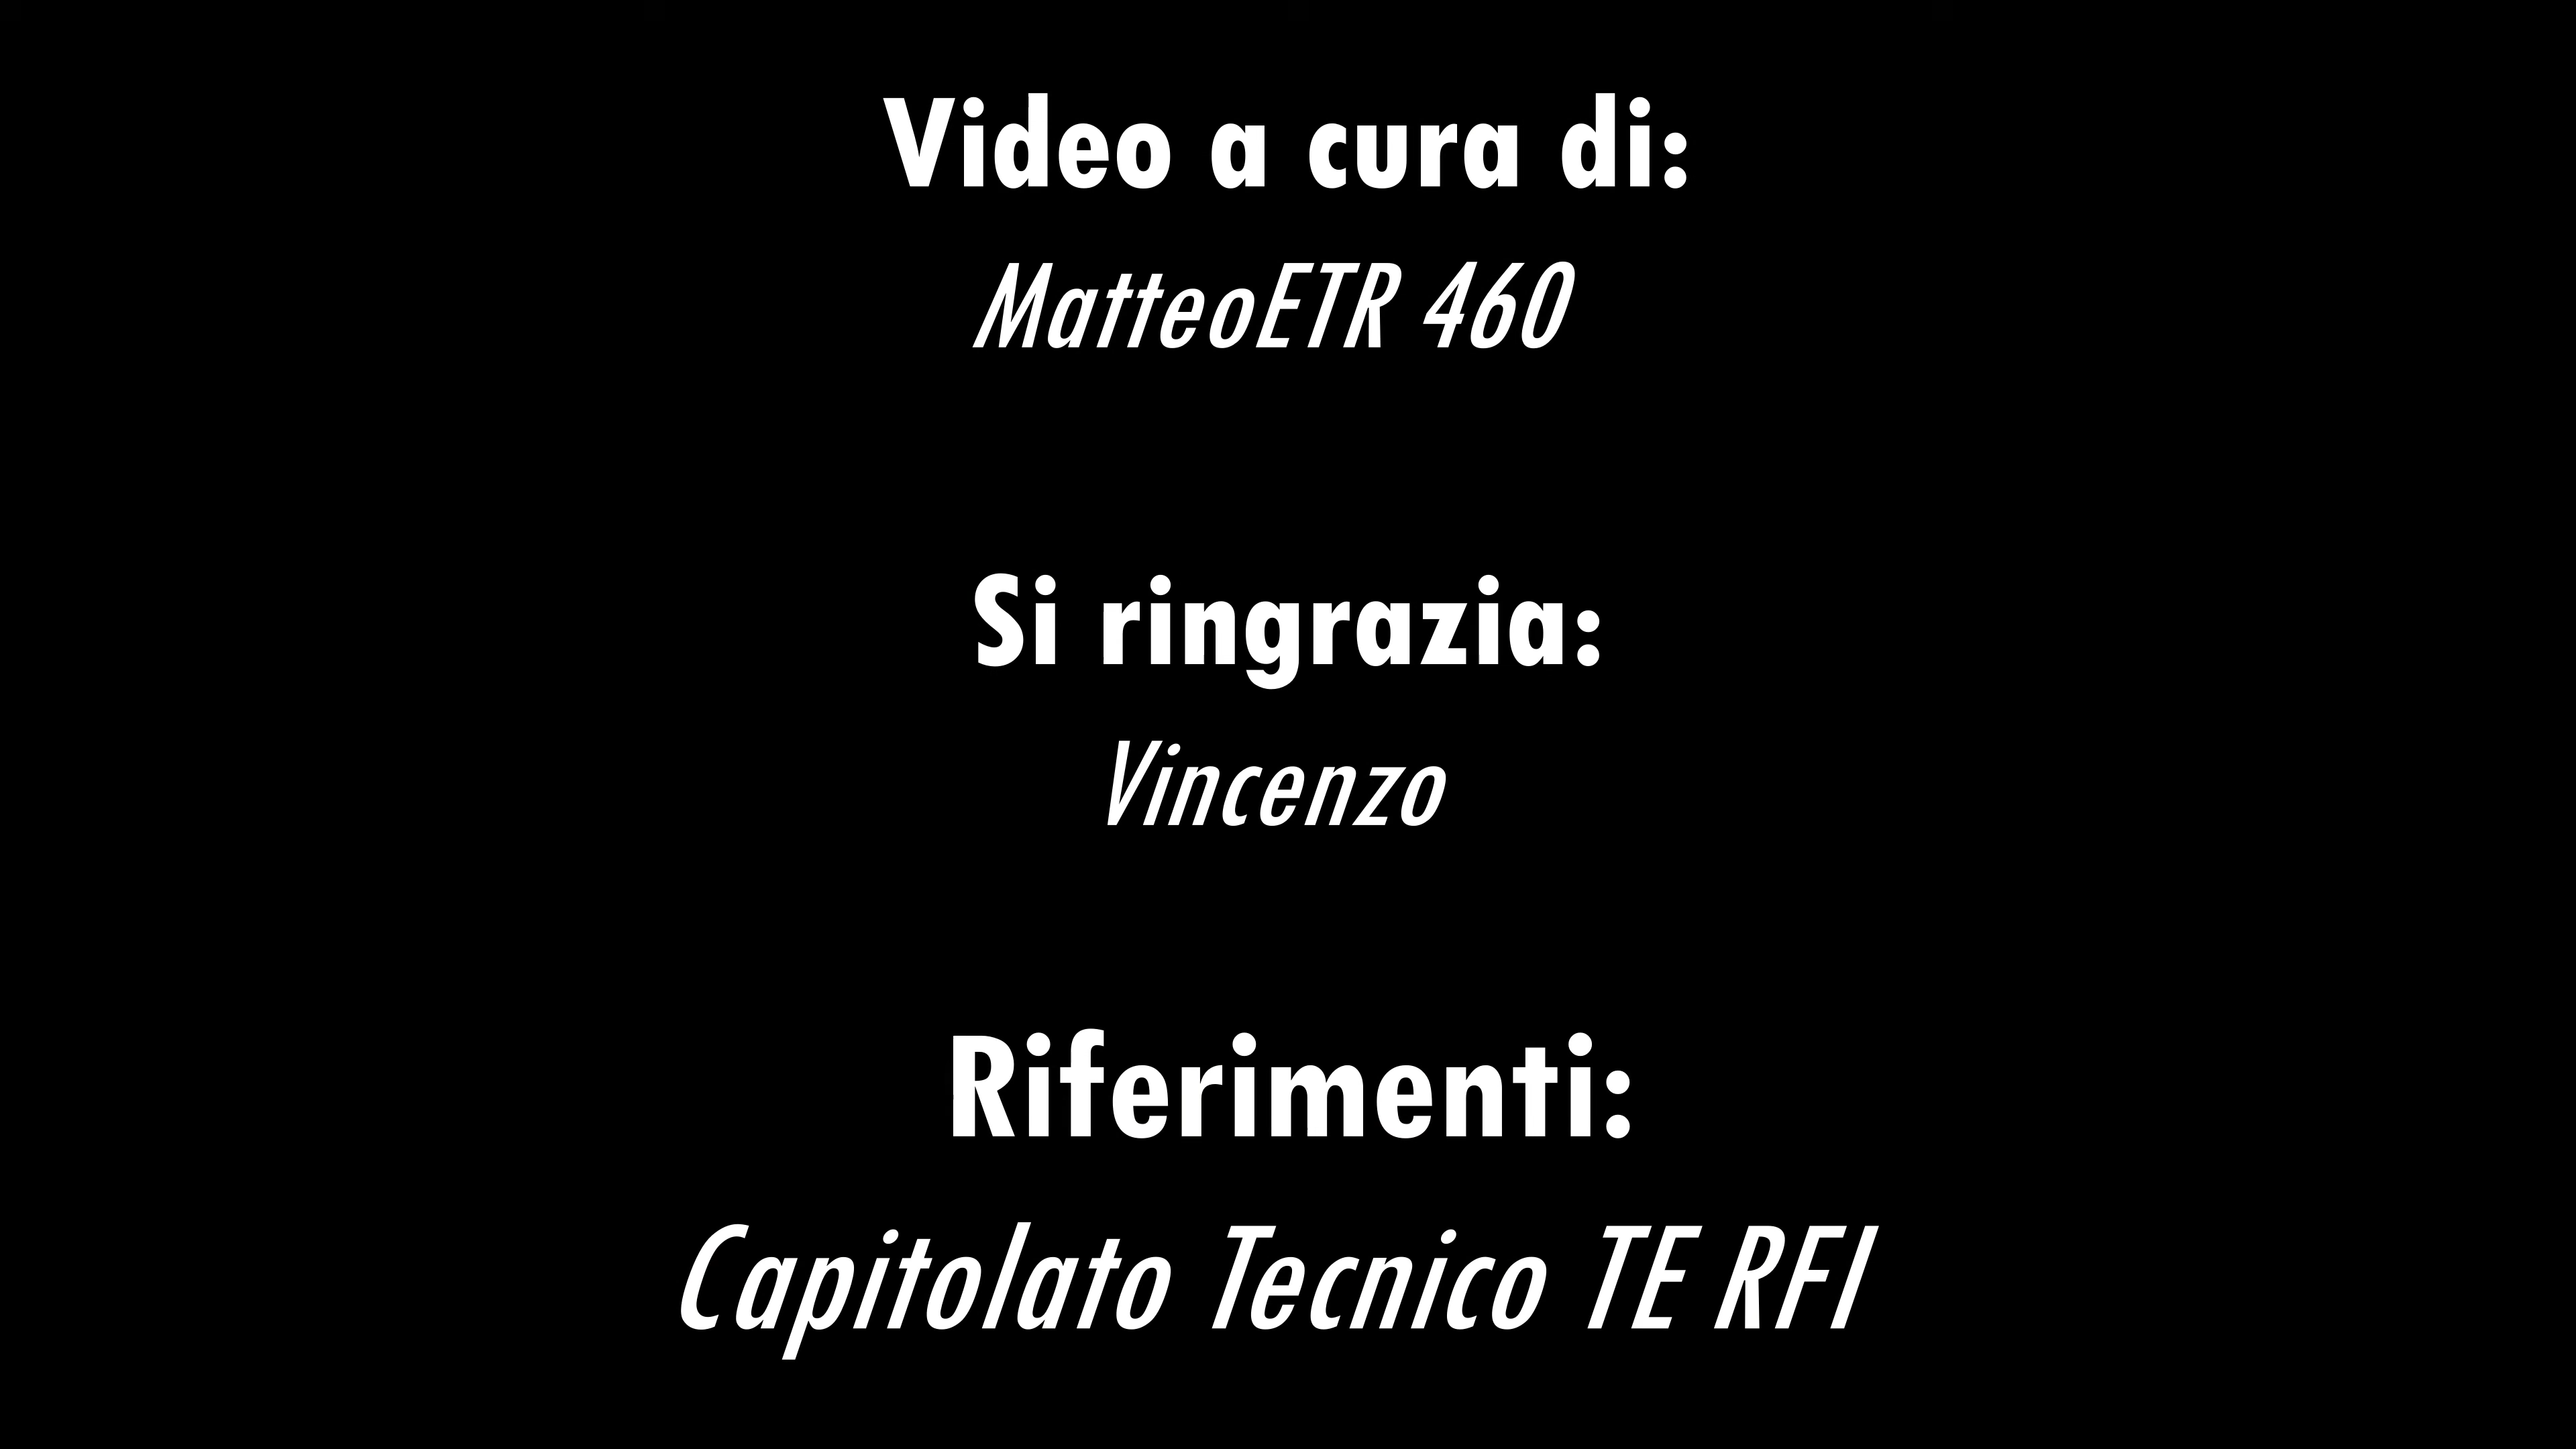 Video a cura di:
MatteoETR 460
Si ringrazia:
Vincenzo
Riferimenti:
Capitolato Tecnico TE RFI